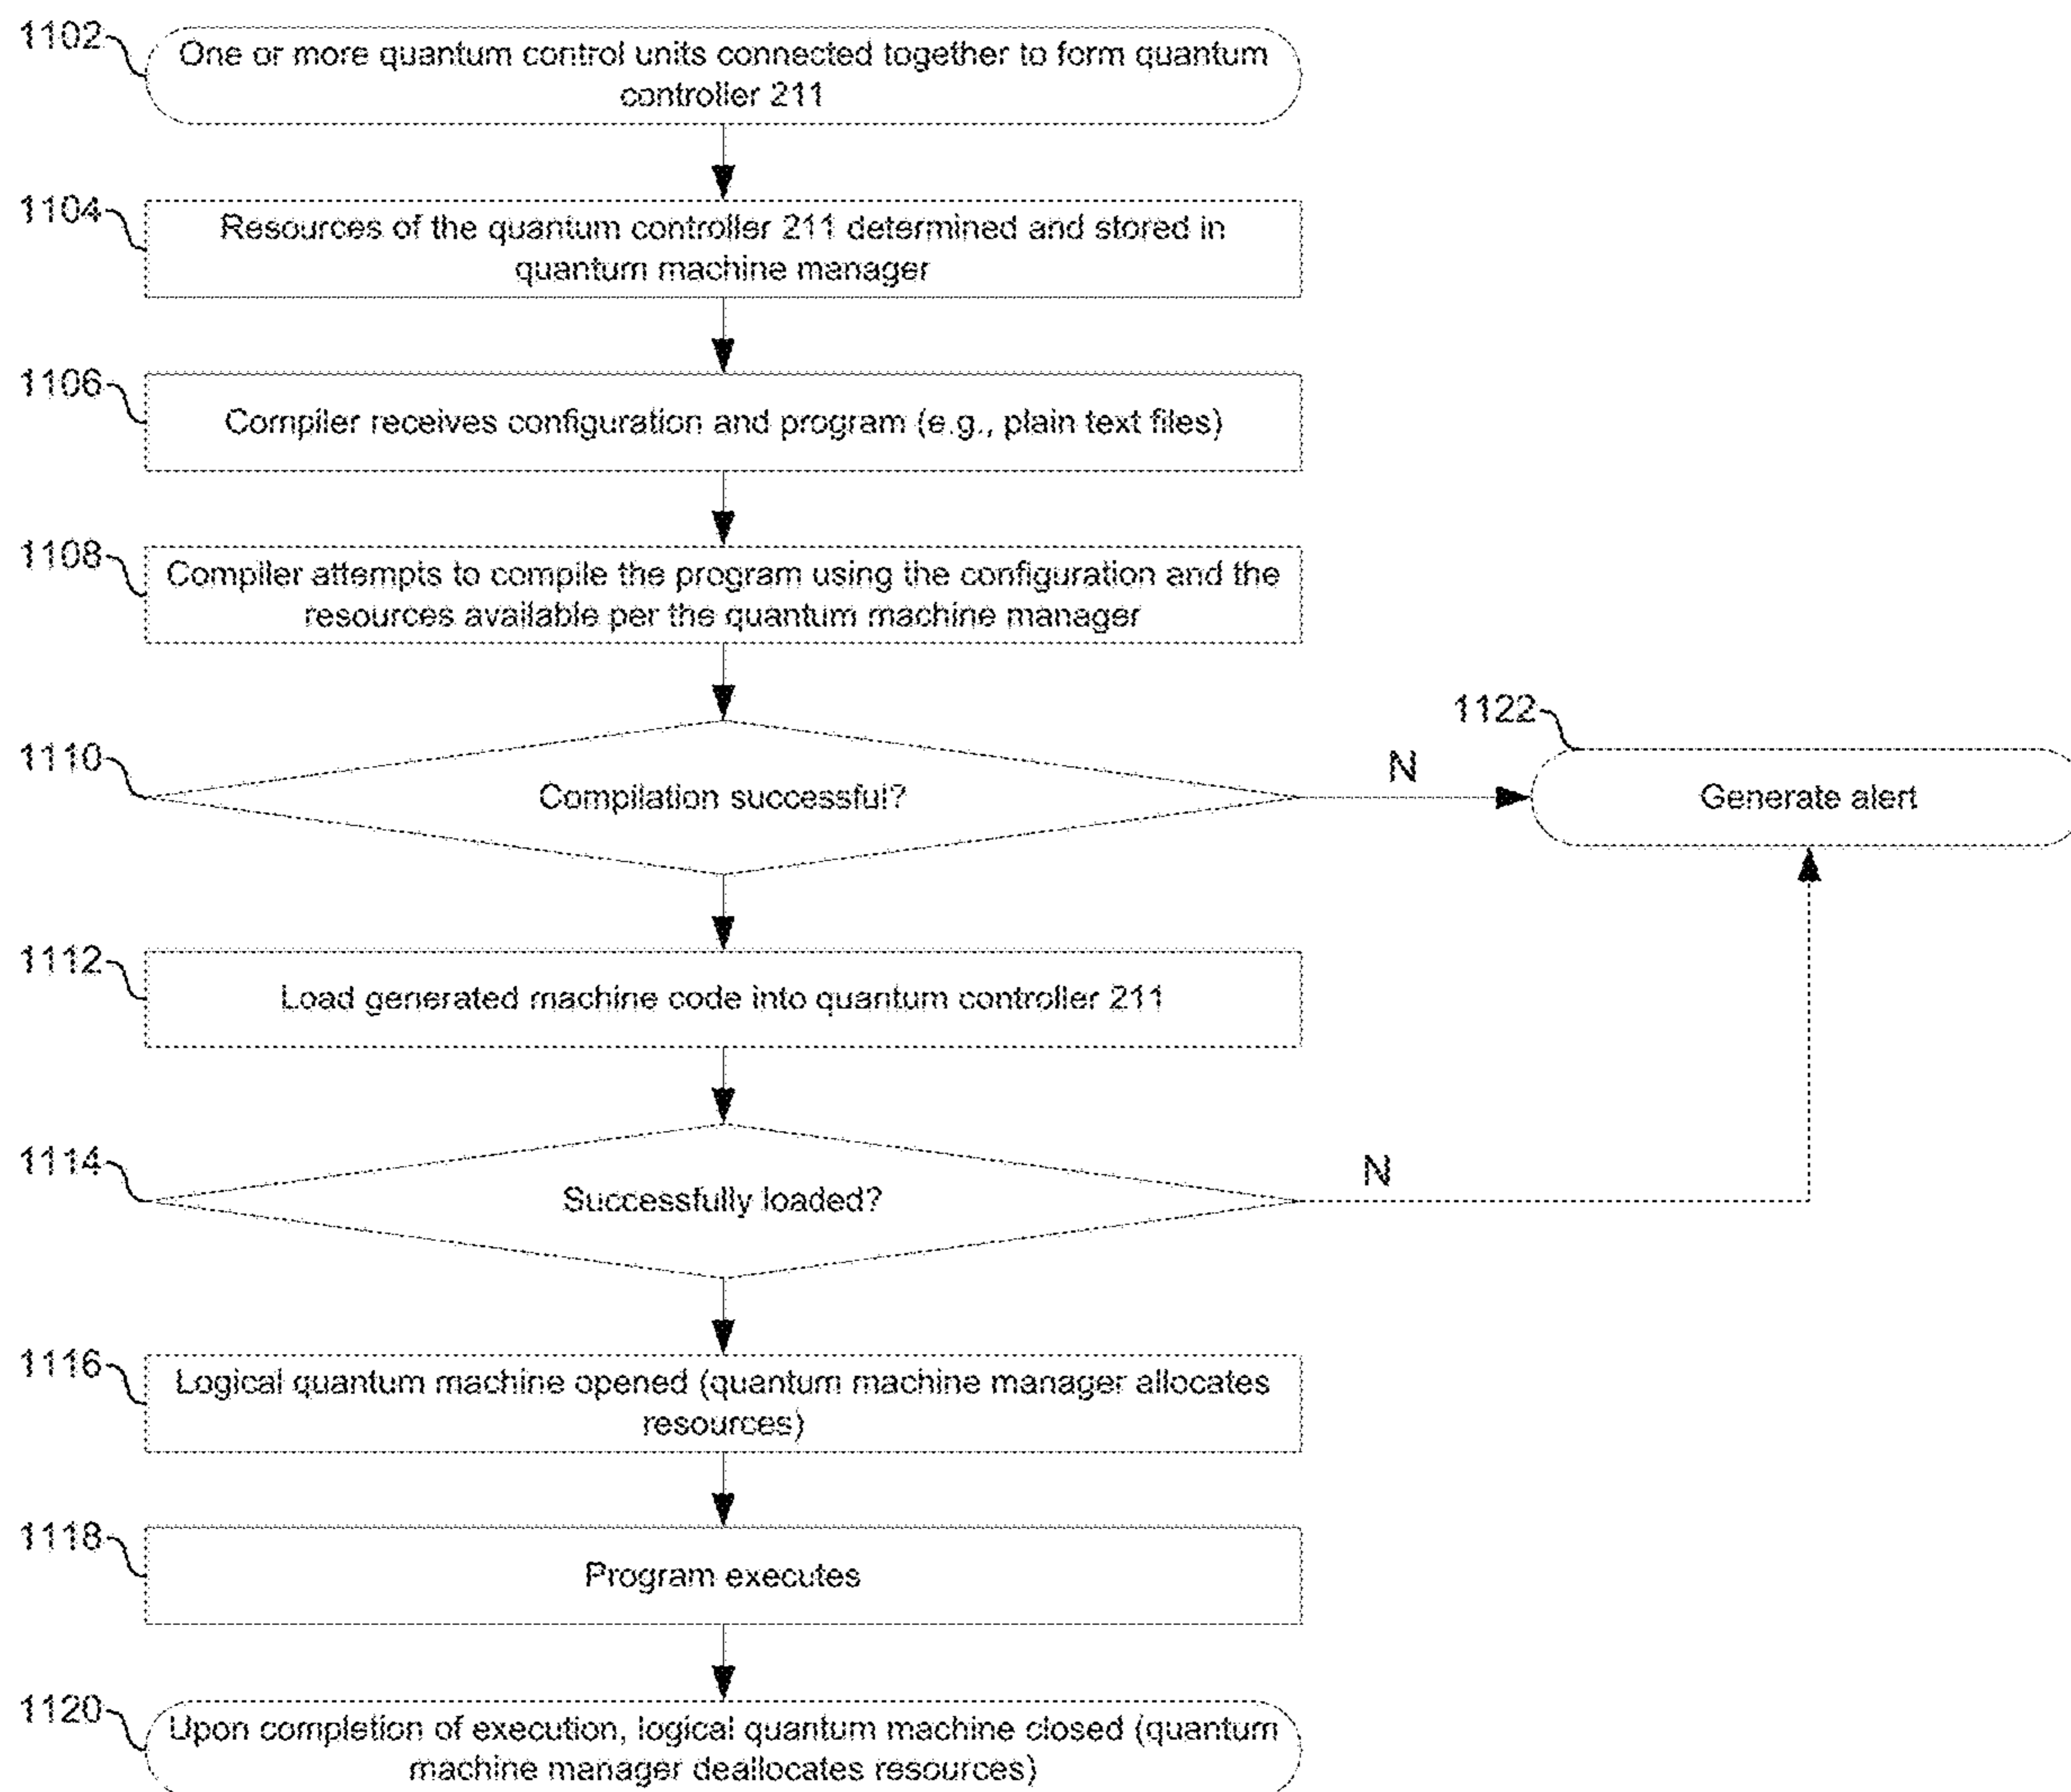 1102
One or more quantum control units connected together to form quantum
controller 211
1104
Resources of the quantum controller 211 determined and stored in
quantum machine manager
1106
Compiler receives configuration and program (e.g., plain text files)
1108
Compiler attempts to compile the program using the configuration and the
resources available per the quantum machine manager
1110
Compilation successful?
N
1122
Generate alert
1112
Load generated machine code into quantum controller 211
1114
Successfully loaded?
N
1116
Logical quantum machine opened (quantum machine manager allocates
resources)
1118
Program executes
1120
Upon completion of execution, logical quantum machine closed (quantum
machine manager deallocates resources)